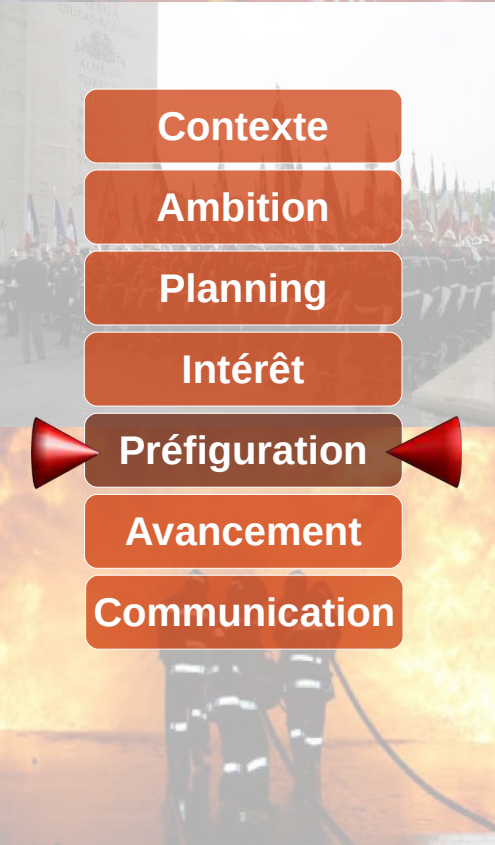 Contexte
Ambition
Planning
Intérêt
Préfiguration
Avancement
Communication